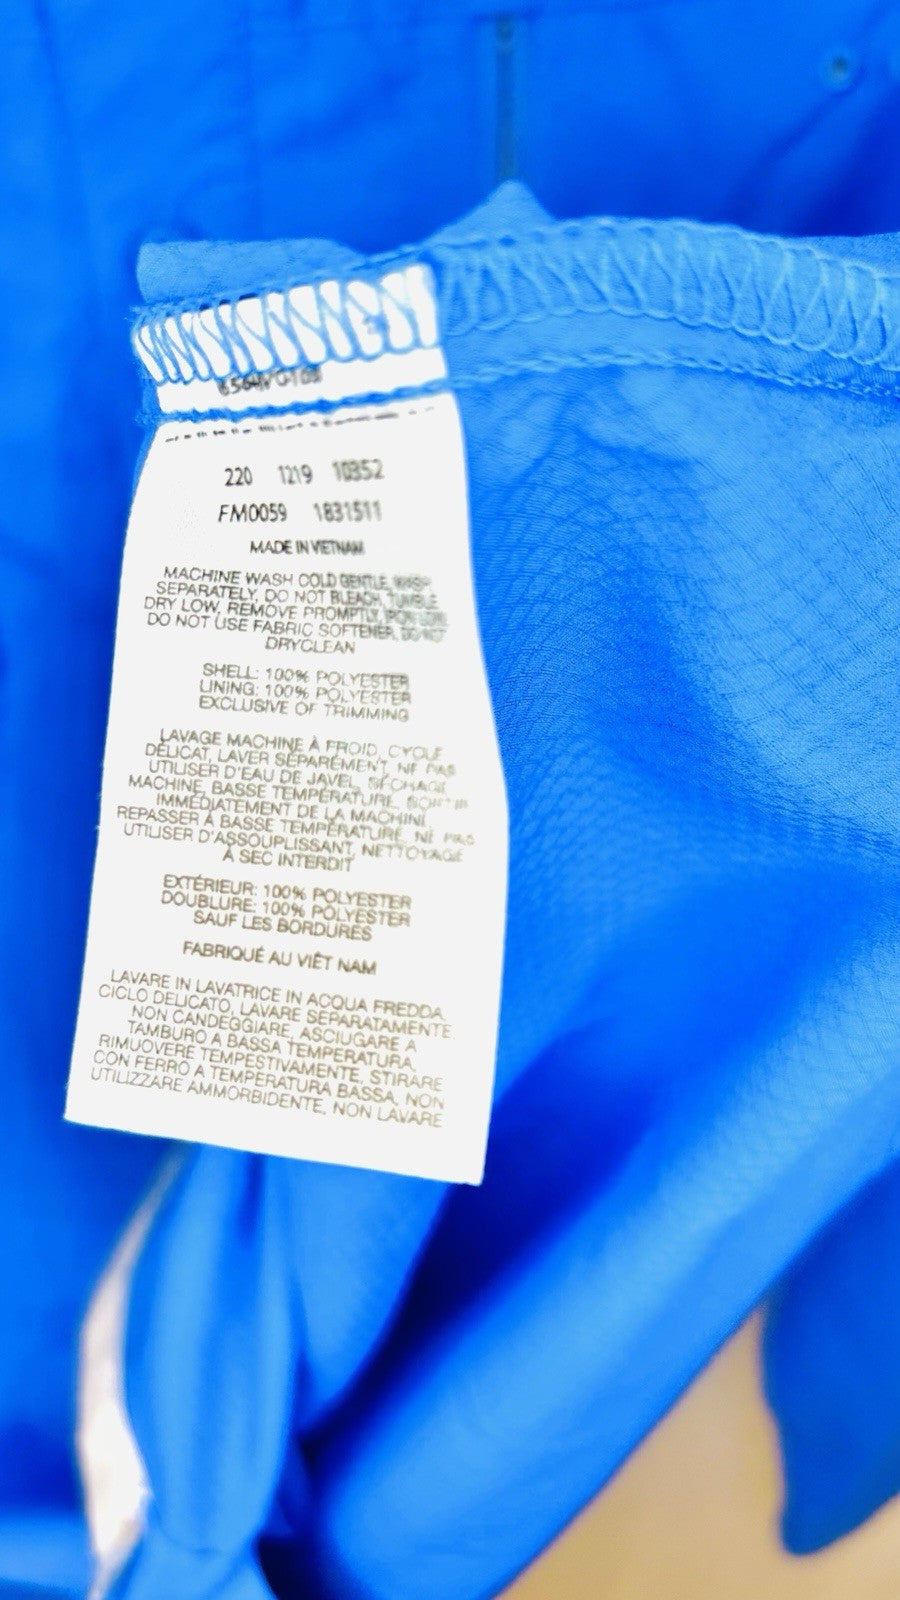 220 1219 10352
FM0059 1831511
MADE IN VIETNAM
MACHINE WASH COLD GENTLE, WASH
SEPARATELY, DO NOT BLEACH, TUMBLE
DRY LOW, REMOVE PROMPTLY, IRON LOW,
DO NOT USE FABRIC SOFTENER, DO NOT
DRYCLEAN
SHELL: 100% POLYESTER
LINING: 100% POLYESTER
EXCLUSIVE OF TRIMMING
LAVAGE MACHINE À FROID, CYCLE
DÉLICAT, LAVER SÉPARÉMENT, NE PAS
UTILISER D'EAU DE JAVEL, SÉCHAGE
MACHINE, BASSE TEMPÉRATURE,
IMMÉDIATEMENT DE LA MACHINE,
REPASSER À BASSE TEMPÉRATURE, NE PAS
UTILISER D'ASSOUPLISSANT, NETTOYAGE
À SEC INTERDIT
EXTÉRIEUR: 100% POLYESTER
DOUBLURE: 100% POLYESTER
SAUF LES BORDURES
FABRIQUÉ AU VIÊT NAM
LAVARE IN LAVATRICE IN ACQUA FREDDA,
CICLO DELICATO, LAVARE SEPARATAMENTE,
NON CANDEGGIARE, ASCIUGARE A
TAMBURO A BASSA TEMPERATURA,
RIMUOVERE TEMPESTIVAMENTE, STIRARE
CON FERRO A TEMPERATURA BASSA, NON
UTILIZZARE AMMORBIDENTE, NON LAVARE